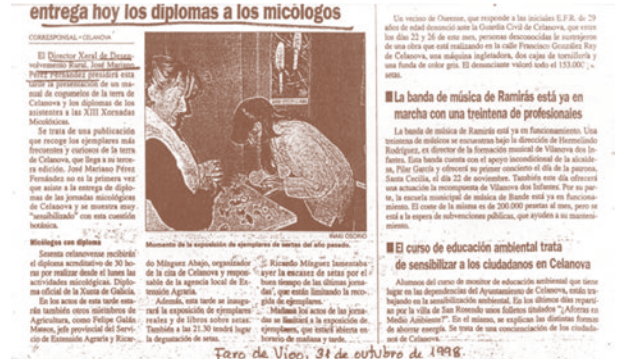 entrega hoy los diplomas a los micólogos
CORRESPONSAL • CELANOVA
El Director Xeral de Desen-
volvemento Rural, José Mariano
Pérez Fernández presidirá esta
tarde la presentación de un ma-
nual de cogumelos de la terra de
Celanova y los diplomas de los
asistentes a las XIII Xornadas
Micolóxicas.
Se trata de una publicación
que recoge los ejemplares más
frecuentes y curiosos de la terra
de Celanova, que llega a su terce-
ra edición. José Mariano Pérez
Fernández no es la primera vez
que asiste a la entrega de diplo-
mas de las jornadas micológicas
de Celanova y se muestra muy
"sensibilizado" con esta cuestión
botánica.
Micólogos con diploma
Sesenta celanovenses recibirán
el diploma acreditativo de 30 ho-
ras por realizar desde el lunes las
actividades micológicas. Diplo-
ma oficial de la Xunta de Galicia.
En los actos de esta tarde esta-
rán también otros miembros de
Agricultura, como Felipe Galán
Mansos, jefe provincial del Servi-
cio de Extensión Agraria y Ricar-
IÑAKI OSORIO
Momento de la exposición de ejemplares de setas del año pasado.
do Mínguez Abajo, organizador
de la cita de Celanova y respon-
sable de la agencia local de Ex-
tensión Agraria.
Además, esta tarde se inaugu-
rará la exposición de ejemplares
reales y de libros sobre setas.
También a las 21.30 tendrá lugar
la degustación de setas.
Ricardo Mínguez lamentaba
ayer la escasez de setas por el
buen tiempo de las últimas jorna-
das, que están limitando la reco-
gida de ejemplares.
Mañana los actos de las jorna-
das se limitará a la exposición de
ejemplares, que estará abierta en
horario de mañana y tarde.
Un vecino de Ourense, que responde a las iniciales E.F.R. de 29
años de edad denunció ante la Guardia Civil de Celanova, que entre
los días 22 y 26 de este mes, personas desconocidas le sustrajeron
de una obra que está realizando en la calle Francisco González Rey
de Celanova, una máquina ingletadora, dos cajas de tornillería y
una funda de color gris. El denunciante valoró todo el 153.000 pe-
setas.
La banda de música de Ramirás está ya en
marcha con una treintena de profesionales
La banda de música de Ramirás está ya en funcionamiento. Una
treintena de músicos se encuentran bajo la dirección de Hermelindo
Rodríguez, ex director de la formación musical de Vilanova dos In-
fantes. Esta banda cuenta con el apoyo incondicional de la alcalde-
sa, Pilar García y ofrecerá su primer concierto el día de la patrona,
Santa Cecilia, el día 22 de noviembre. También este día ofrecerá
una actuación la recompuesta de Vilanova dos Infantes. Por su par-
te, la escuela municipal de música de Bande está ya en funciona-
miento. El coste de la misma es de 200.000 pesetas al mes, pero se
está a la espera de subvenciones públicas, que ayuden a su manteni-
miento.
El curso de educación ambiental trata
de sensibilizar a los ciudadanos en Celanova
Alumnos del curso de monitor de educación ambiental que tiene
lugar en las dependencias del Ayuntamiento de Celanova, están tra-
bajando en la sensibilización ambiental. En los últimos días reparti-
an por la villa de San Rosendo unos folletos titulados "¿Aforras en
Medio Ambiente?". En el mismo, se explican las distintas formas
de ahorrar energía. Se trata de una concienciación de los ciudada-
nos de Celanova.
Faro de Vigo, 31 de outubro de 1998.